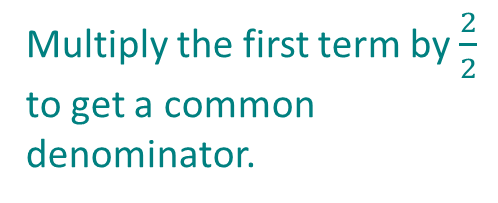 Multiply the first term by 2/2
to get a common
denominator.